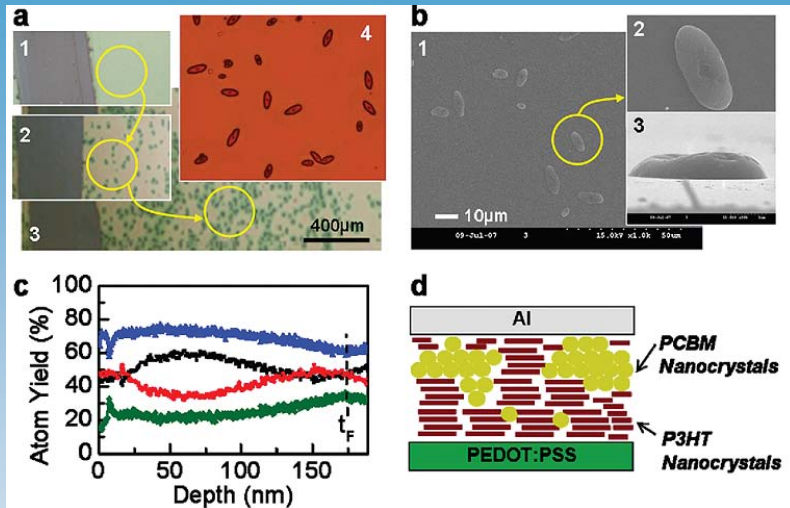 a
1
2
3
4
400µm
b
1
2
3
10µm
09-Jul-07 3 15.0kV x1.0k 50um
c
Atom Yield (%)
100
80
60
40
20
0
0 50 100 150
tF
Depth (nm)
d
Al
PCBM
Nanocrystals
P3HT
Nanocrystals
PEDOT:PSS